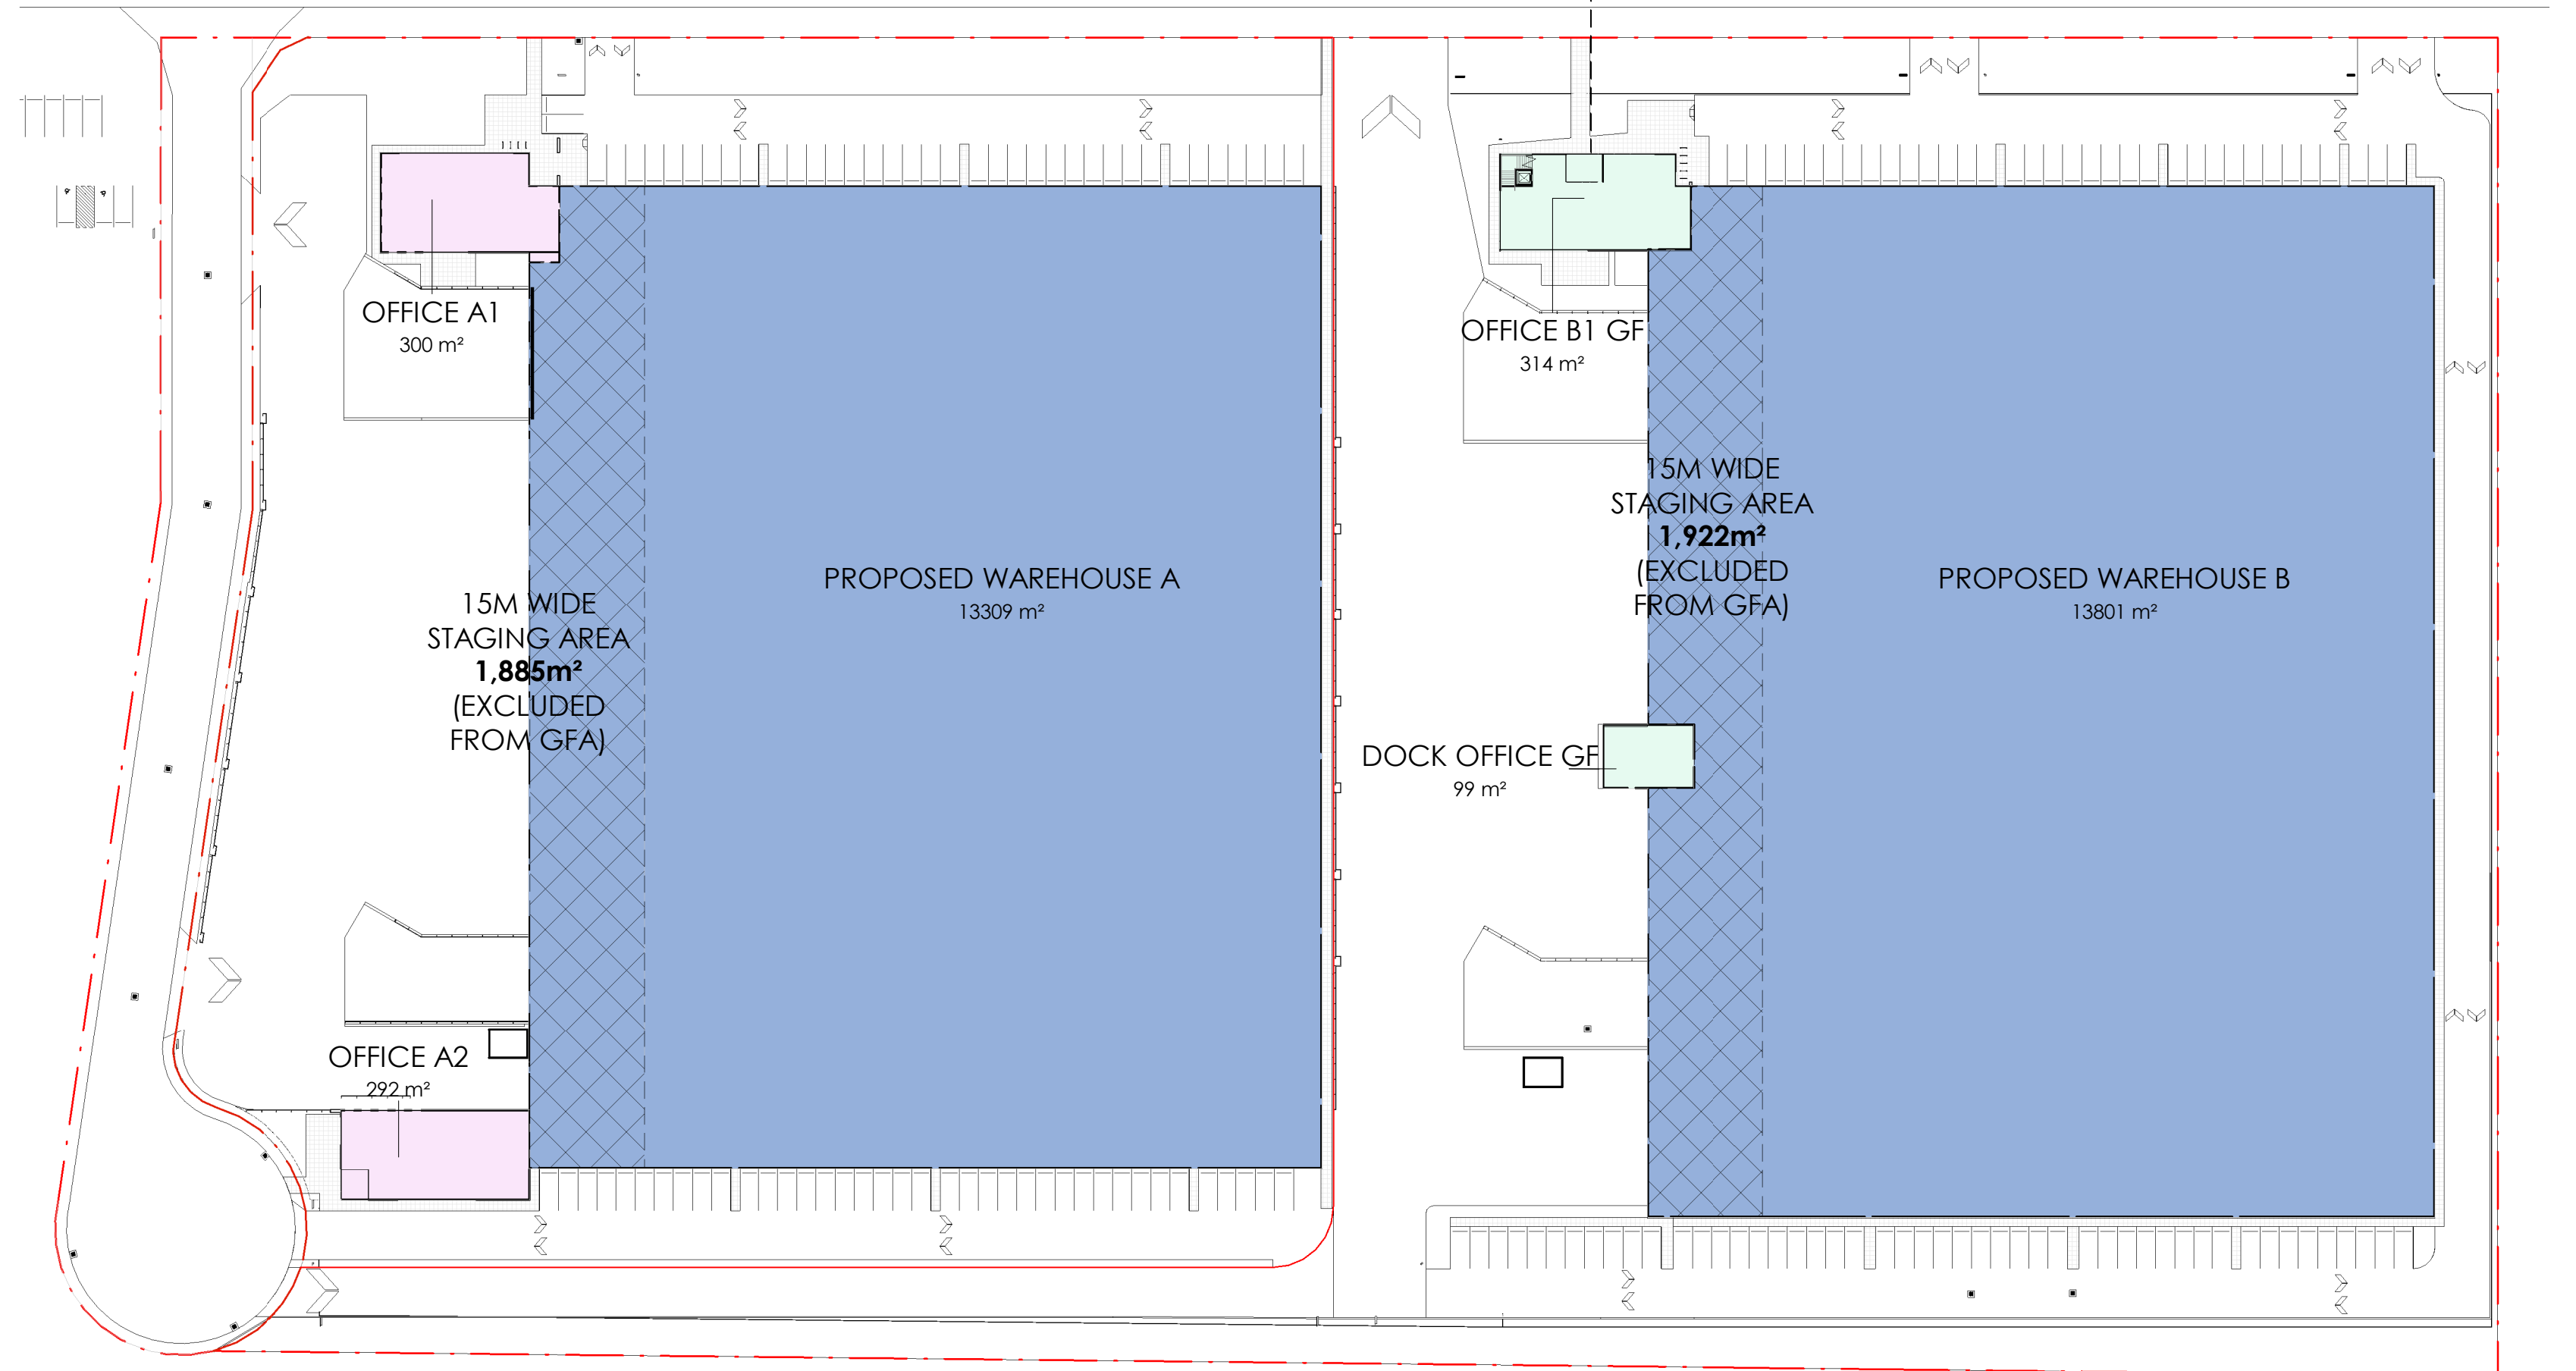 OFFICE A1
300 m²
OFFICE B1 GF
314 m²
15M WIDE
STAGING AREA
1,922m²
(EXCLUDED
FROM GFA)
PROPOSED WAREHOUSE A
13309 m²
PROPOSED WAREHOUSE B
13801 m²
15M WIDE
STAGING AREA
1,885m²
(EXCLUDED
FROM GFA)
DOCK OFFICE GF
99 m²
OFFICE A2
292 m²